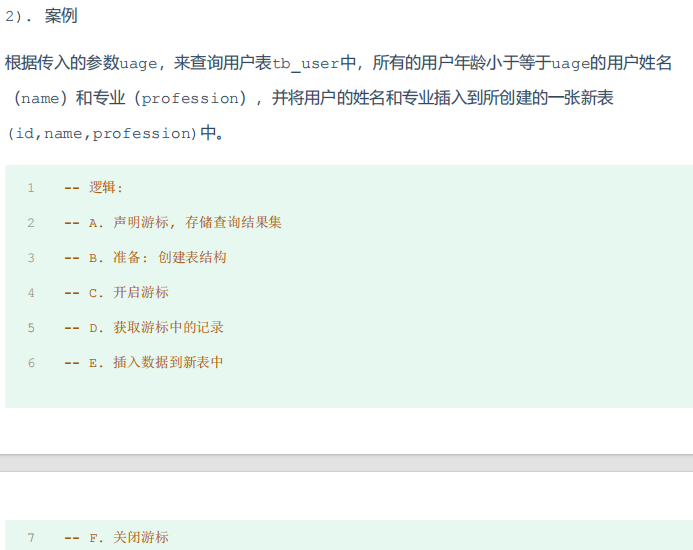 2). 案例
根据传入的参数uage，来查询用户表tb_user中，所有的用户年龄小于等于uage的用户姓名
（name）和专业（profession），并将用户的姓名和专业插入到所创建的一张新表
(id,name,profession)中。
1 -- 逻辑:
2 -- A. 声明游标, 存储查询结果集
3 -- B. 准备: 创建表结构
4 -- C. 开启游标
5 -- D. 获取游标中的记录
6 -- E. 插入数据到新表中
7 -- F. 关闭游标